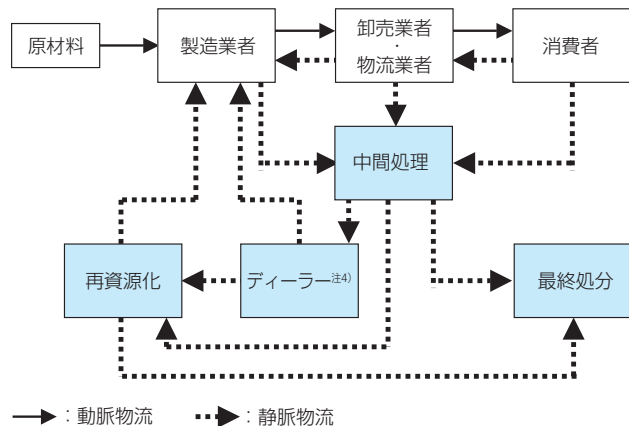 原材料
製造業者
卸売業者
・
物流業者
消費者
中間処理
再資源化
ディーラー注4)
最終処分
：動脈物流
：静脈物流